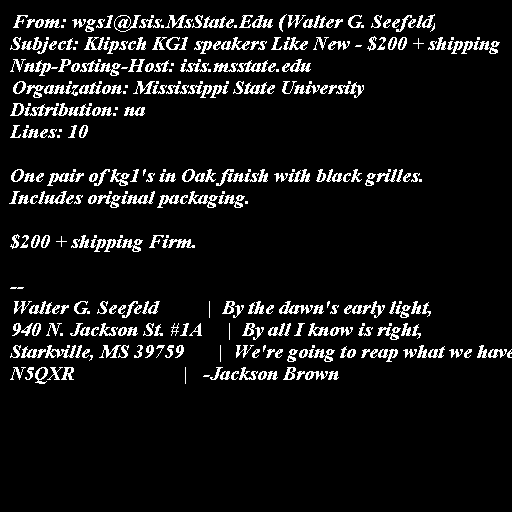 From: wgs1@Isis.MsState.Edu (Walter G. Seefeld)
Subject: Klipsch KG1 speakers Like New - $200 + shipping
Nntp-Posting-Host: isis.msstate.edu
Organization: Mississippi State University
Distribution: na
Lines: 10

One pair of kg1's in Oak finish with black grilles.
Includes original packaging.

$200 + shipping Firm.

--
Walter G. Seefeld | By the dawn's early light,
940 N. Jackson St. #1A | By all I know is right,
Starkville, MS 39759 | We're going to reap what we have
N5QXR | -Jackson Brown